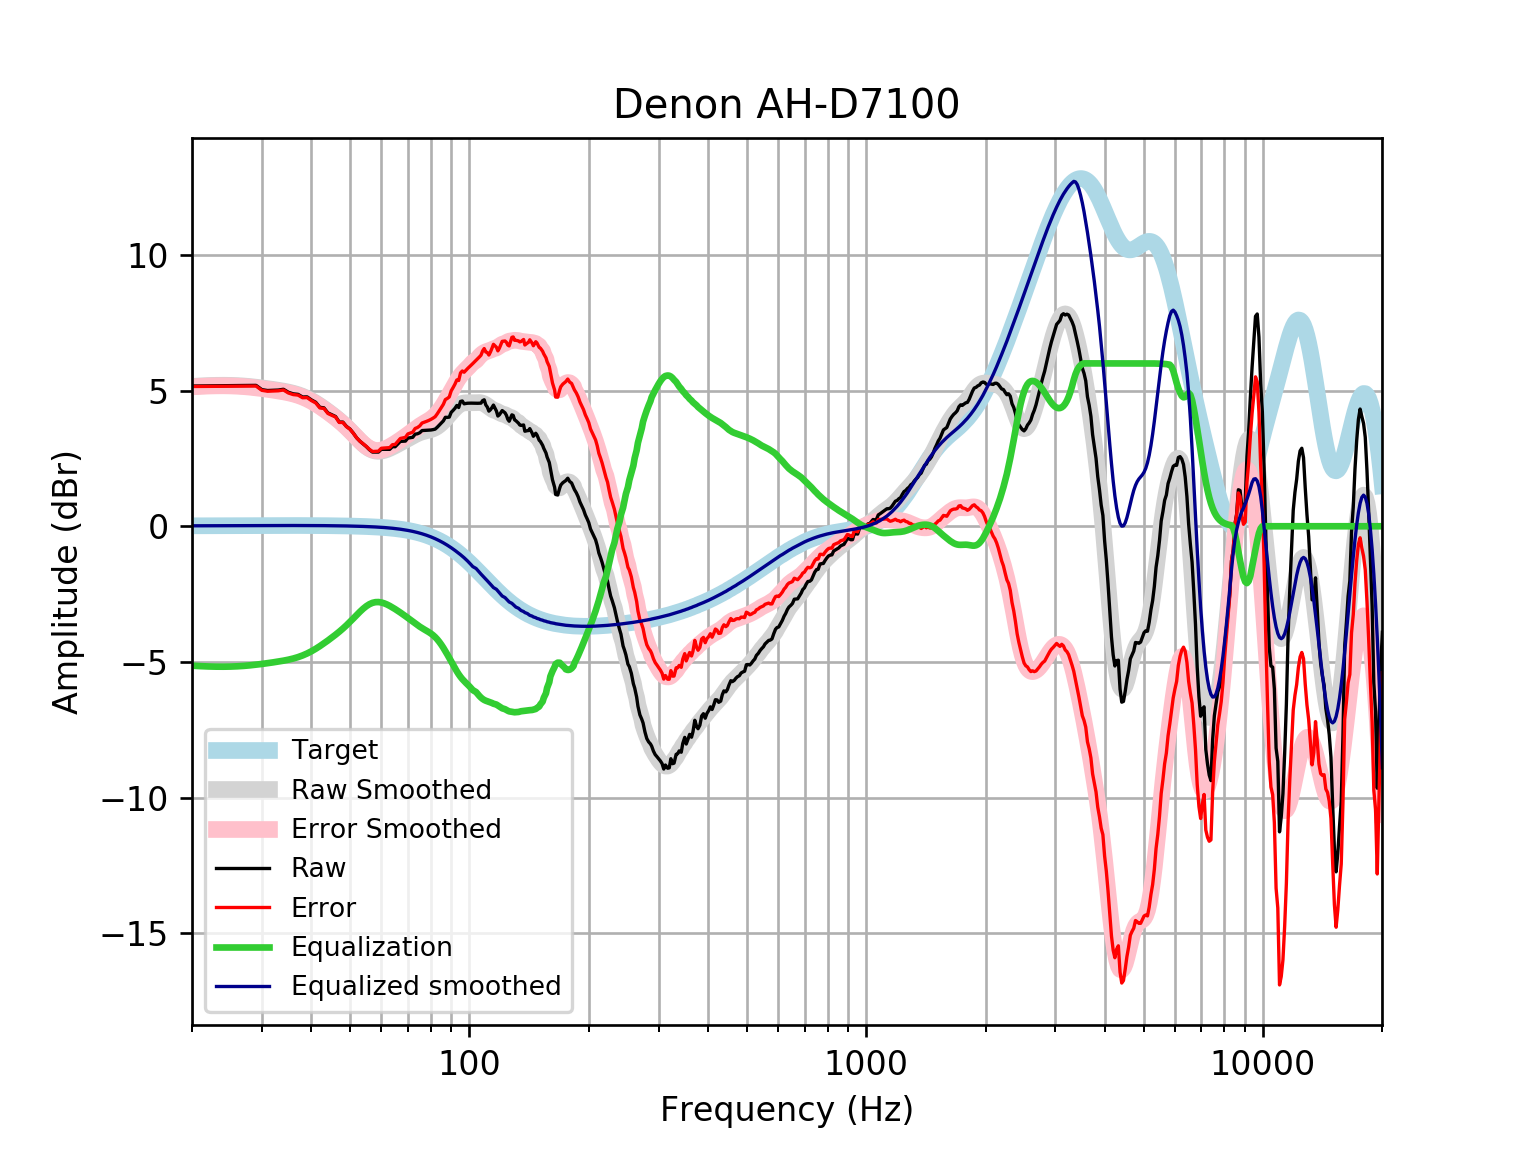 Denon AH-D7100
Amplitude (dBr)
10
5
0
−5
−10
−15
Target
Raw Smoothed
Error Smoothed
Raw
Error
Equalization
Equalized smoothed
100
1000
10000
Frequency (Hz)